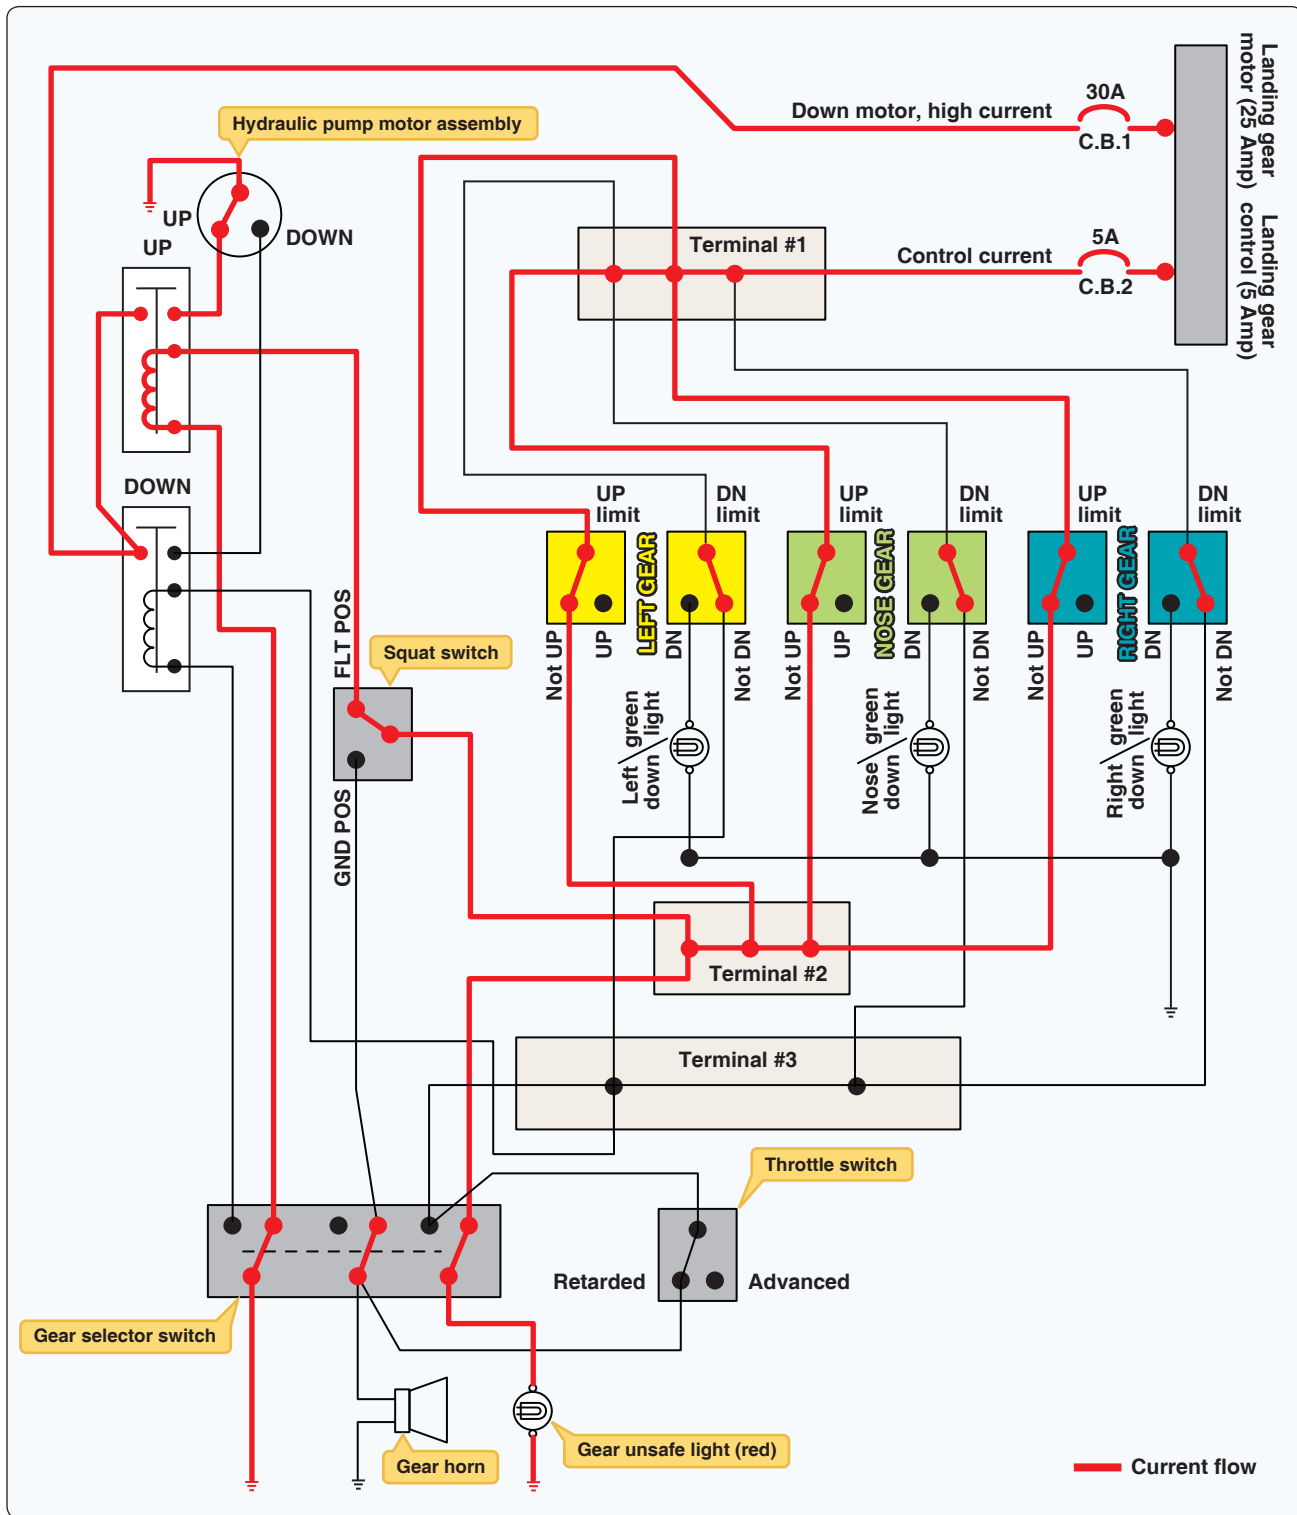 Landing gear
motor (25 Amp)
Landing gear
control (5 Amp)
30A
Down motor, high current
C.B.1
Hydraulic pump motor assembly
UP
DOWN
UP
Terminal #1
5A
Control current
C.B.2
DOWN
UP
limit
DN
limit
UP
limit
DN
limit
UP
limit
DN
limit
LEFT GEAR
NOSE GEAR
RIGHT GEAR
Not UP
UP
DN
Not DN
Not UP
UP
DN
Not DN
Not UP
UP
DN
Not DN
FLT POS
Squat switch
GND POS
Left green
down light
Nose green
down light
Right green
down light
Terminal #2
Terminal #3
Throttle switch
Retarded
Advanced
Gear selector switch
Gear horn
Gear unsafe light (red)
Current flow